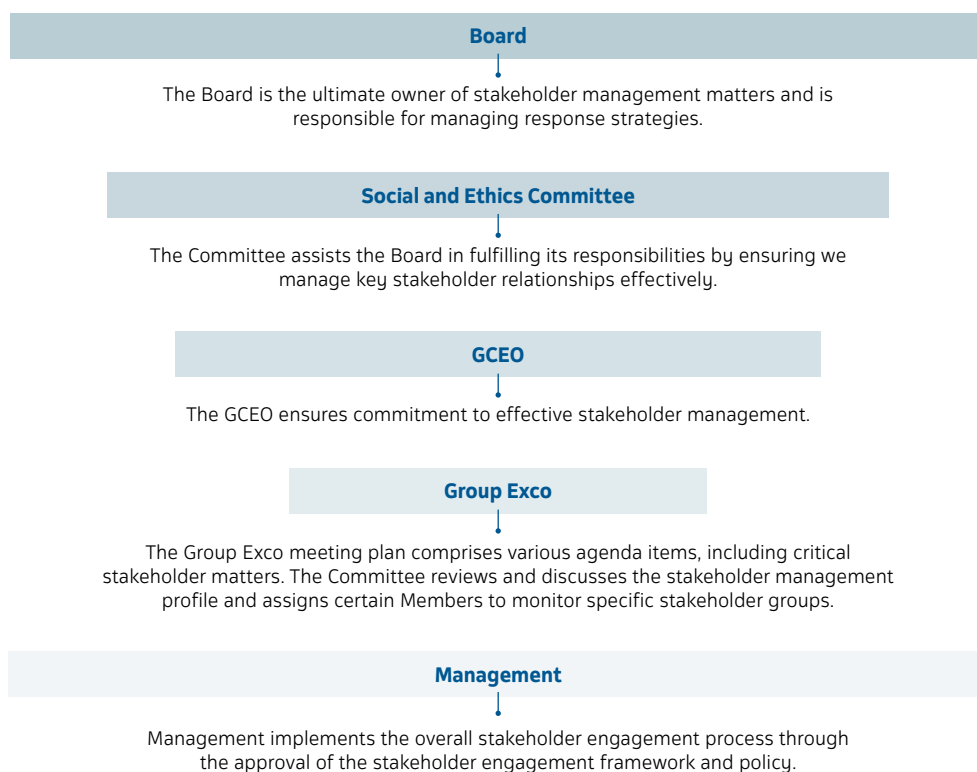 Board
The Board is the ultimate owner of stakeholder management matters and is
responsible for managing response strategies.
Social and Ethics Committee
The Committee assists the Board in fulfilling its responsibilities by ensuring we
manage key stakeholder relationships effectively.
GCEO
The GCEO ensures commitment to effective stakeholder management.
Group Exco
The Group Exco meeting plan comprises various agenda items, including critical
stakeholder matters. The Committee reviews and discusses the stakeholder management
profile and assigns certain Members to monitor specific stakeholder groups.
Management
Management implements the overall stakeholder engagement process through
the approval of the stakeholder engagement framework and policy.